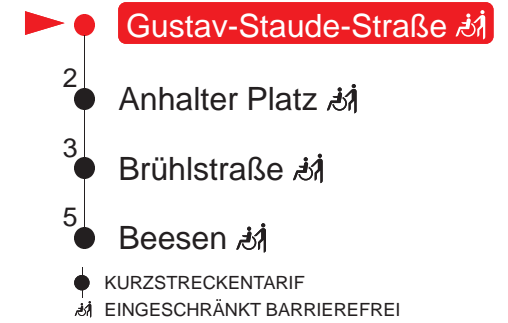 Gustav-Staude-Straße
2
Anhalter Platz
3
Brühlstraße
5
Beesen
KURZSTRECKENTARIF
EINGESCHRÄNKT BARRIEREFREI